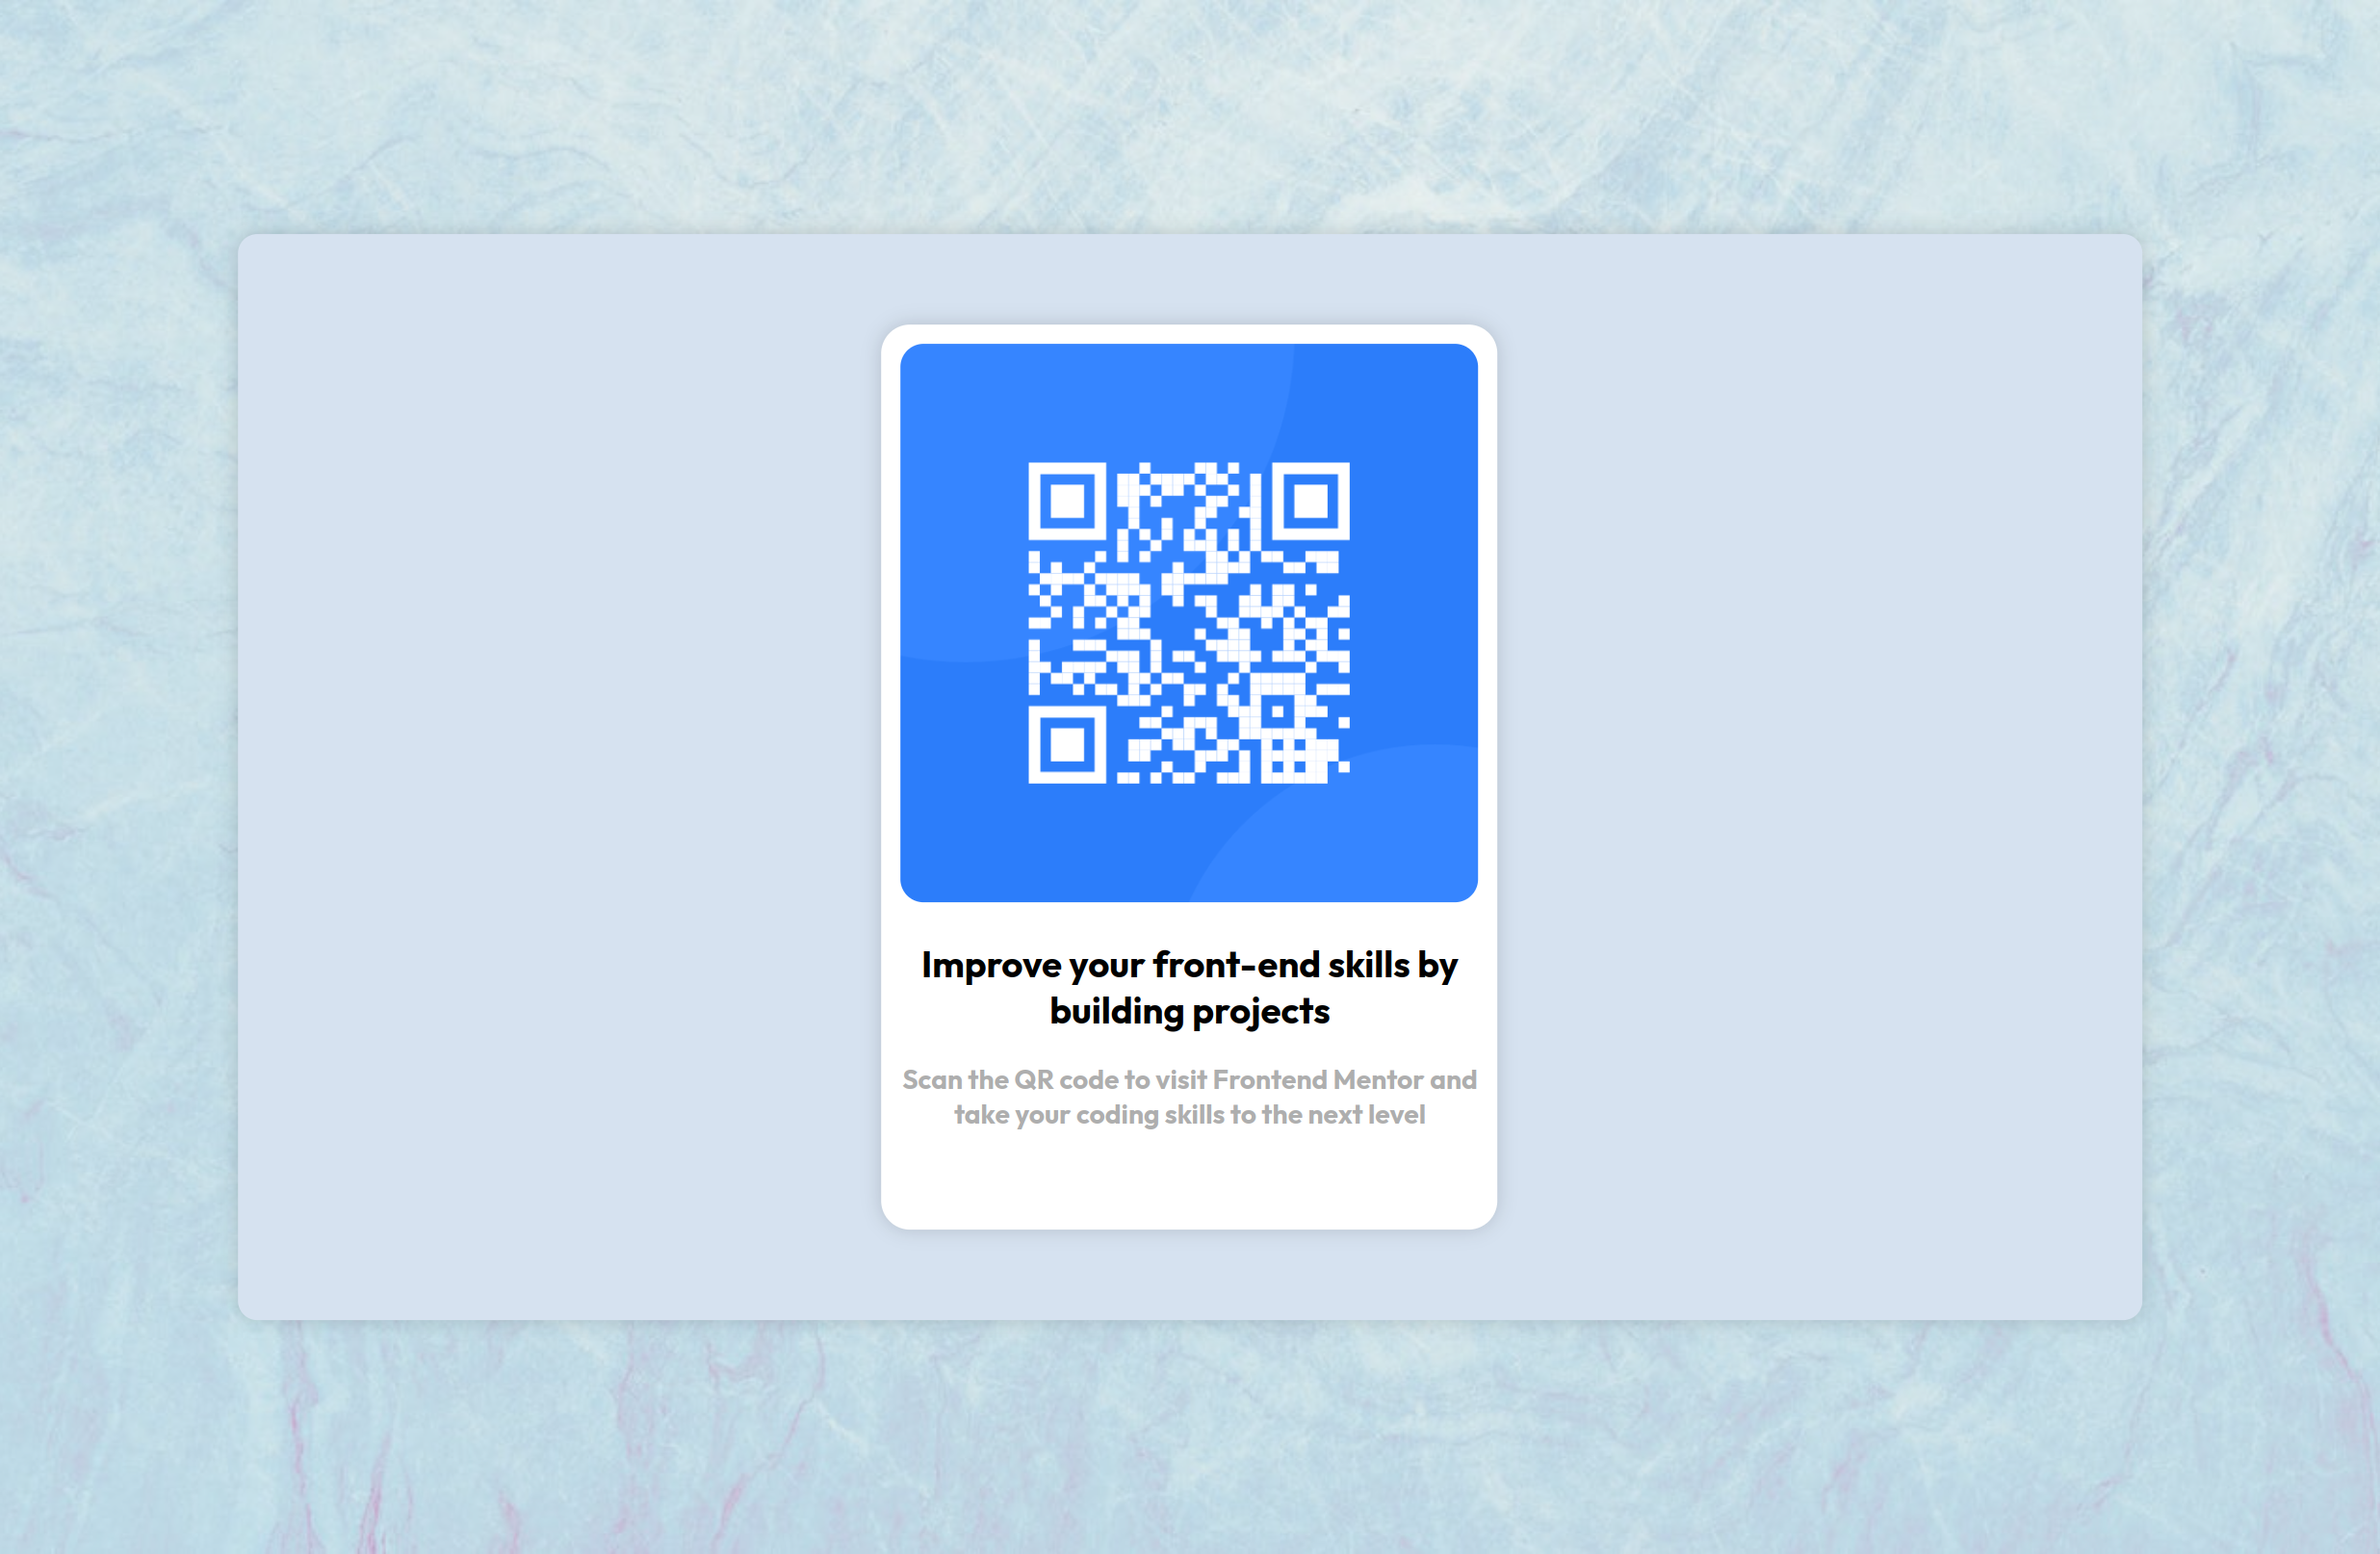 Improve your front-end skills by
building projects
Scan the QR code to visit Frontend Mentor and
take your coding skills to the next level